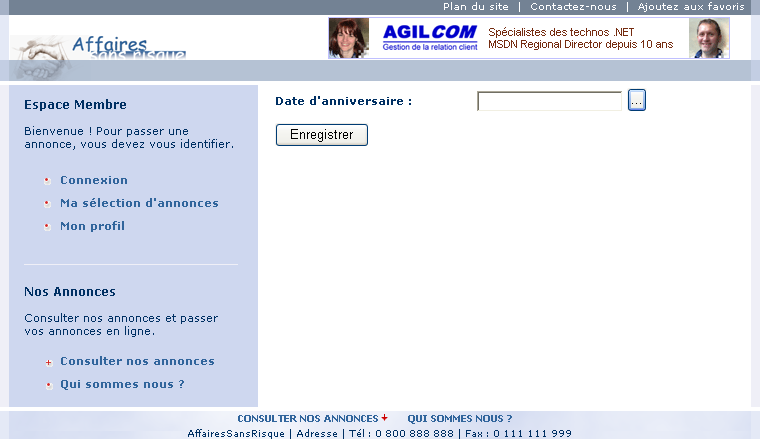 Plan du site | Contactez-nous | Ajoutez aux favoris
Affaires
sans risque
AGILCOM
Gestion de la relation client
Spécialistes des technos .NET
MSDN Regional Director depuis 10 ans
Espace Membre
Bienvenue ! Pour passer une
annonce, vous devez vous identifier.
Connexion
Ma sélection d'annonces
Mon profil
Nos Annonces
Consulter nos annonces et passer
vos annonces en ligne.
Consulter nos annonces
Qui sommes nous ?
Date d'anniversaire :
...
Enregistrer
CONSULTER NOS ANNONCES + QUI SOMMES NOUS ?
AffairesSansRisque | Adresse | Tél : 0 800 888 888 | Fax : 0 111 111 999